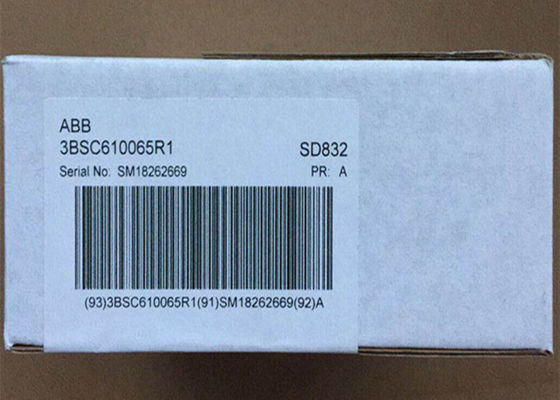 ABB
3BSC610065R1 SD832
Serial No: SM18262669 PR: A
(93)3BSC610065R1(91)SM18262669(92)A